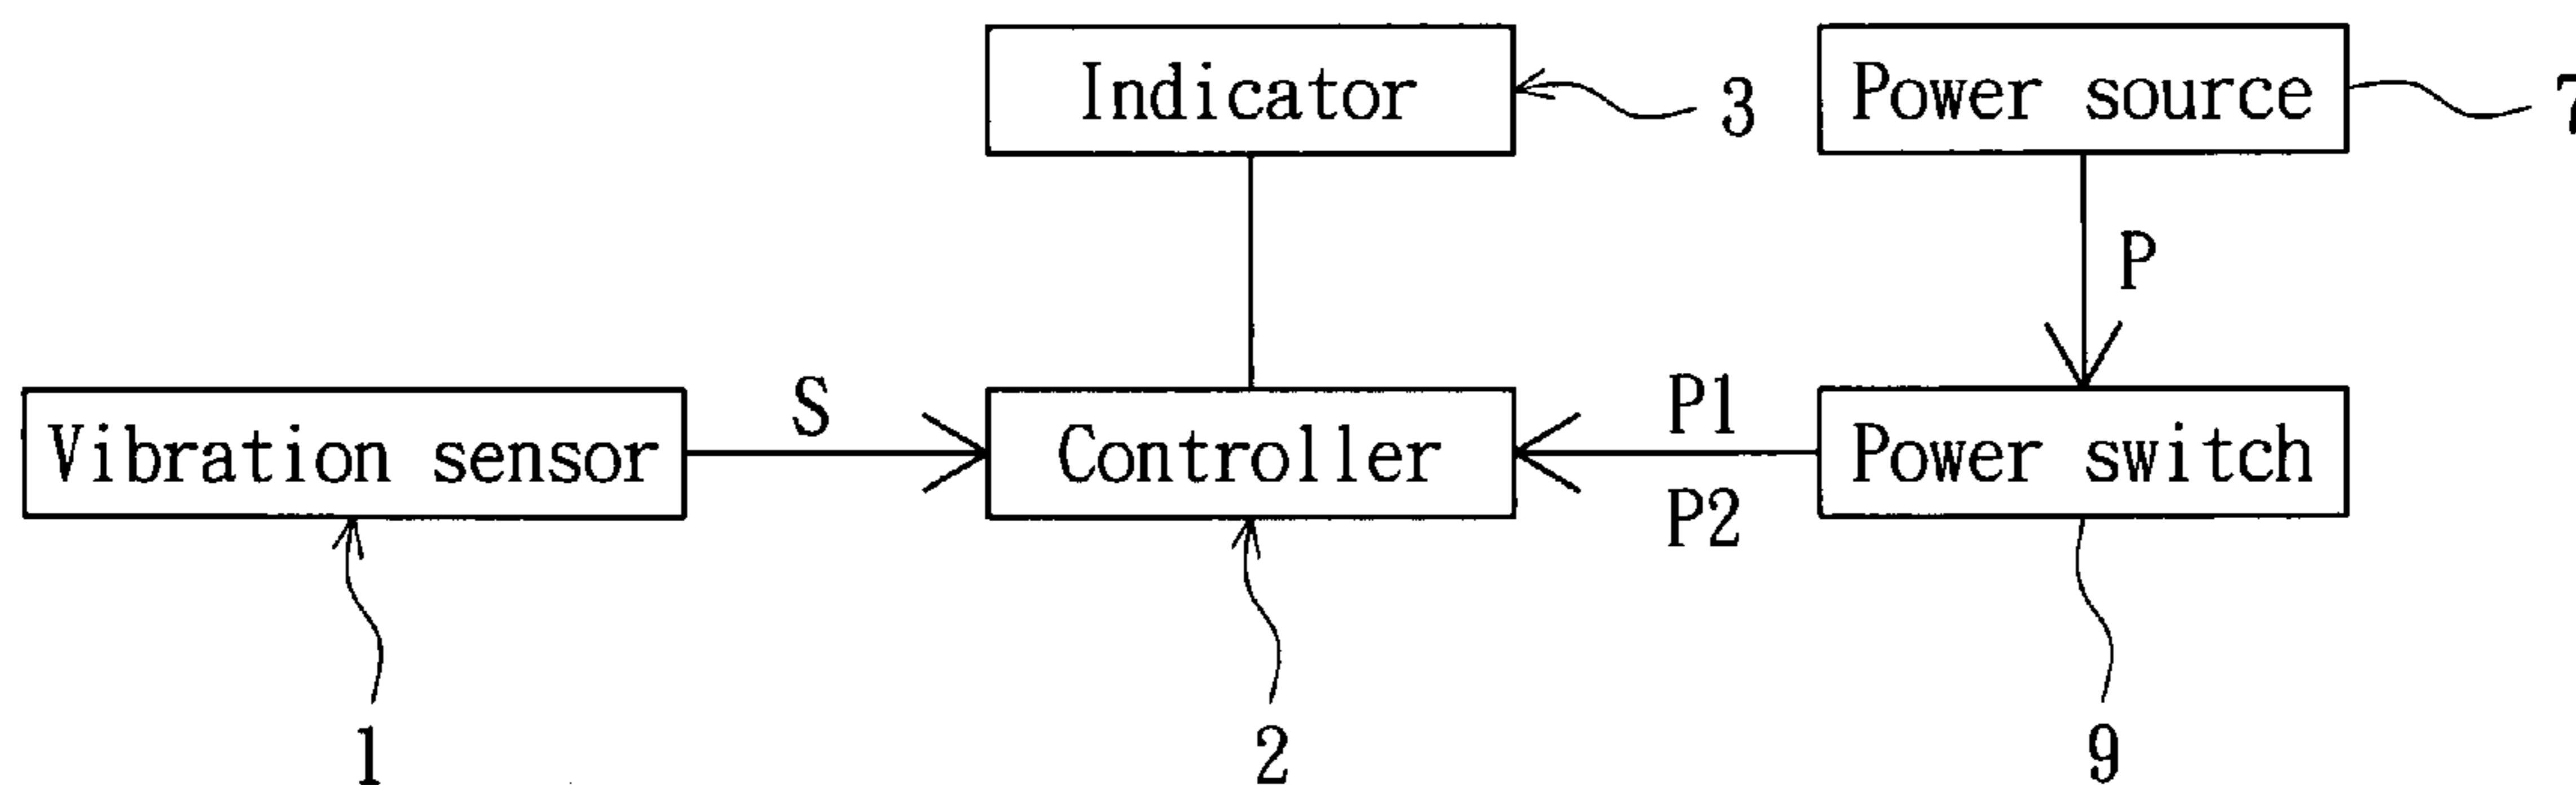 Indicator
3
Power source
7
P
Vibration sensor
S
Controller
P1
P2
Power switch
1
2
9